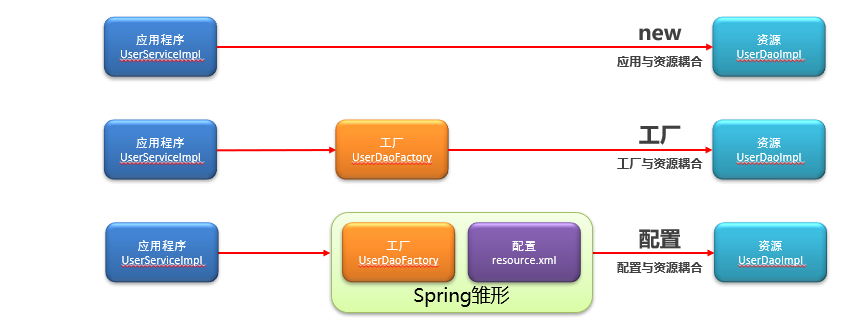 应用程序
UserServiceImpl
new
应用与资源耦合
资源
UserDaoImpl
应用程序
UserServiceImpl
工厂
UserDaoFactory
工厂
工厂与资源耦合
资源
UserDaoImpl
应用程序
UserServiceImpl
工厂
UserDaoFactory
配置
resource.xml
Spring雏形
配置
配置与资源耦合
资源
UserDaoImpl